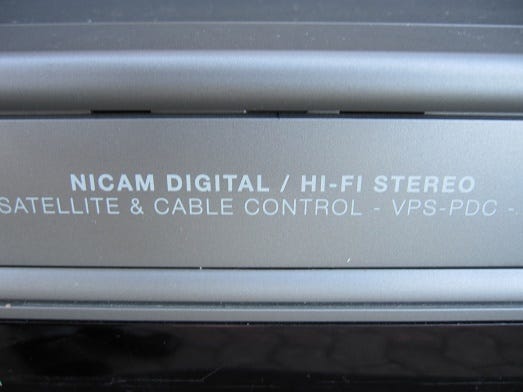 NICAM DIGITAL / HI-FI STEREO
SATELLITE & CABLE CONTROL - VPS-PDC -